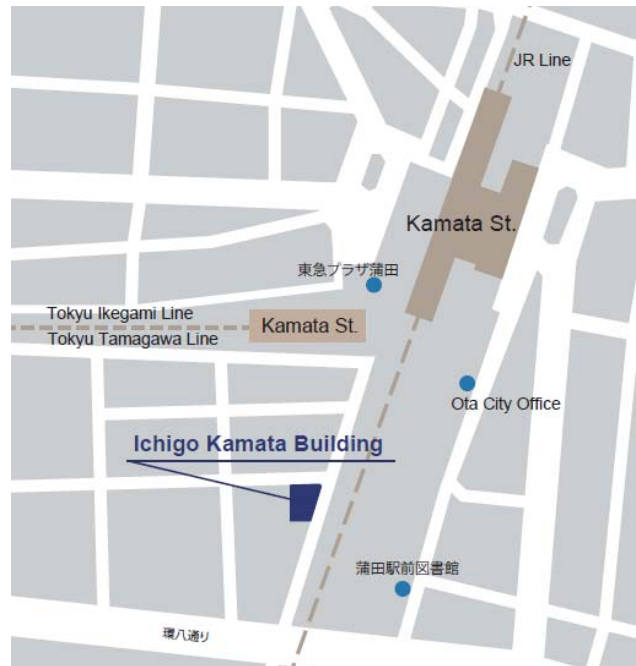 JR Line
Kamata St.
東急プラザ蒲田
Tokyu Ikegami Line
Kamata St.
Tokyu Tamagawa Line
Ota City Office
Ichigo Kamata Building
蒲田駅前図書館
環八通り